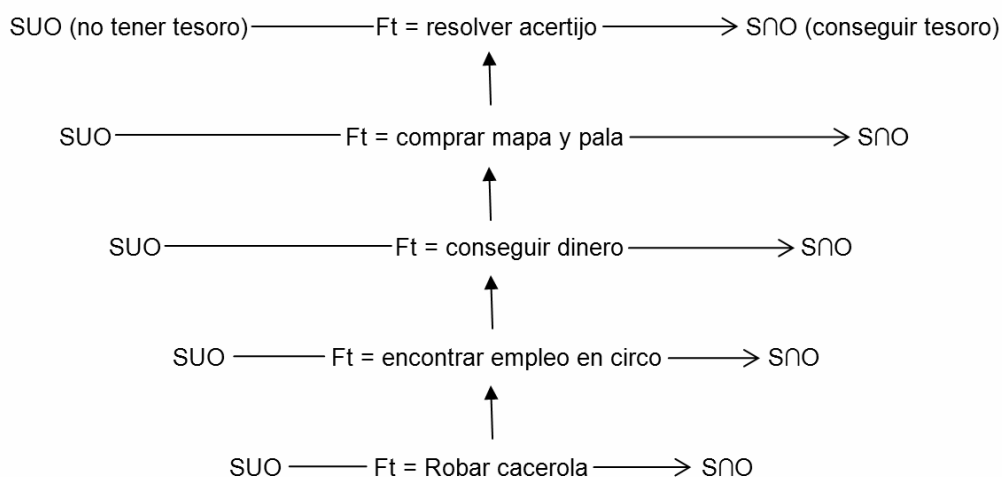 SUO (no tener tesoro) Ft = resolver acertijo S∩O (conseguir tesoro)
SUO Ft = comprar mapa y pala S∩O
SUO Ft = conseguir dinero S∩O
SUO Ft = encontrar empleo en circo S∩O
SUO Ft = Robar cacerola S∩O